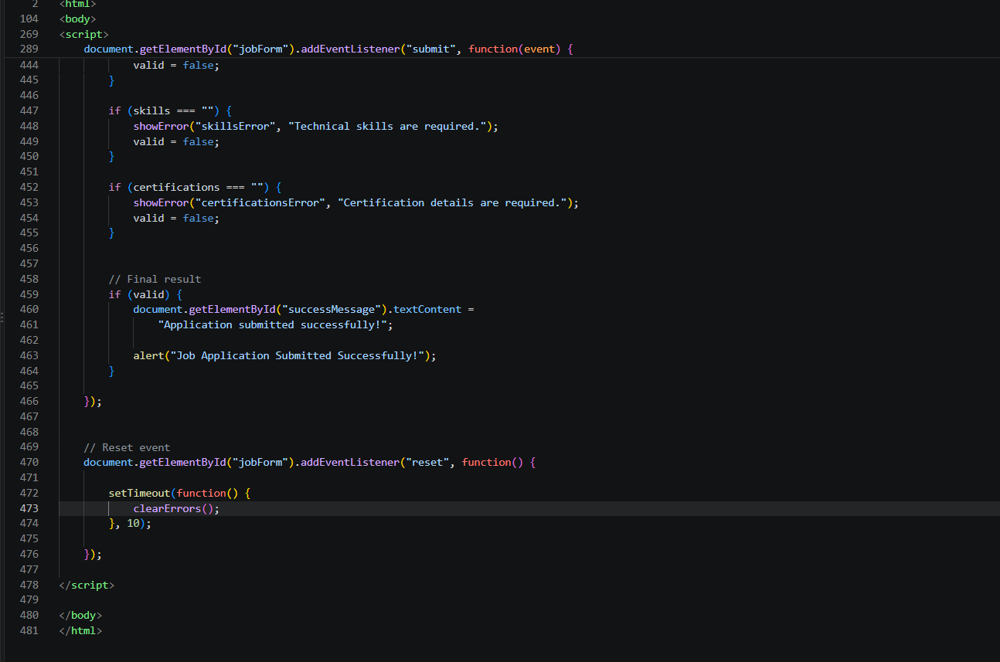 2 <html>
104 <body>
269 <script>
289 document.getElementById("jobForm").addEventListener("submit", function(event) {
444 valid = false;
445 }
446
447 if (skills === "") {
448 showError("skillsError", "Technical skills are required.");
449 valid = false;
450 }
451
452 if (certifications === "") {
453 showError("certificationsError", "Certification details are required.");
454 valid = false;
455 }
456
457
458 // Final result
459 if (valid) {
460 document.getElementById("successMessage").textContent =
461 "Application submitted successfully!";
462
463 alert("Job Application Submitted Successfully!");
464 }
465
466 });
467
468
469 // Reset event
470 document.getElementById("jobForm").addEventListener("reset", function() {
471
472 setTimeout(function() {
473 clearErrors();
474 }, 10);
475
476 });
477
478 </script>
479
480 </body>
481 </html>